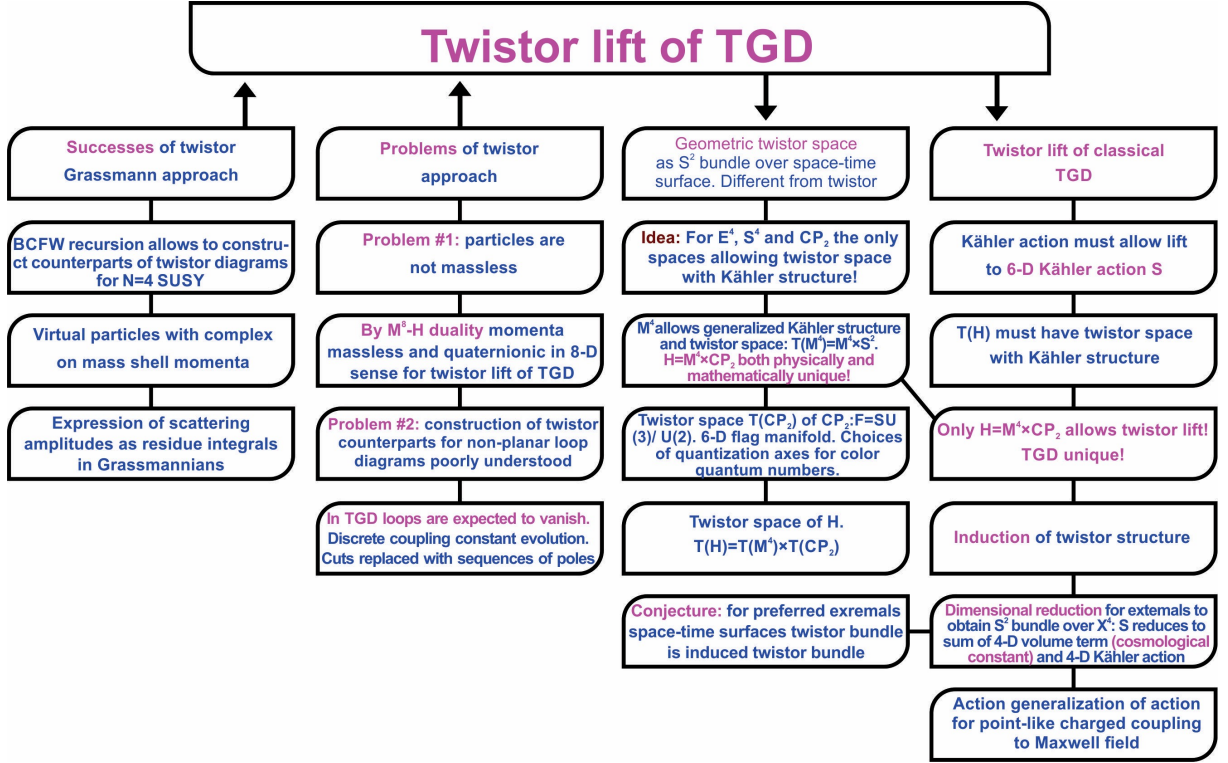 Twistor lift of TGD
Successes of twistor
Grassmann approach
BCFW recursion allows to constru-
ct counterparts of twistor diagrams
for N=4 SUSY
Virtual particles with complex
on mass shell momenta
Expression of scattering
amplitudes as residue integrals
in Grassmannians
Problems of twistor
approach
Problem #1: particles are
not massless
By M⁸-H duality momenta
massless and quaternionic in 8-D
sense for twistor lift of TGD
Problem #2: construction of twistor
counterparts for non-planar loop
diagrams poorly understood
In TGD loops are expected to vanish.
Discrete coupling constant evolution.
Cuts replaced with sequences of poles
Geometric twistor space
as S² bundle over space-time
surface. Different from twistor
Idea: For E⁴, S⁴ and CP₂ the only
spaces allowing twistor space
with Kähler structure!
M⁴allows generalized Kähler structure
and twistor space: T(M⁴)=M⁴×S².
H=M⁴×CP₂ both physically and
mathematically unique!
Twistor space T(CP₂) of CP₂:F=SU
(3)/ U(2). 6-D flag manifold. Choices
of quantization axes for color
quantum numbers.
Twistor space of H.
T(H)=T(M⁴)×T(CP₂)
Conjecture: for preferred exremals
space-time surfaces twistor bundle
is induced twistor bundle
Twistor lift of classical
TGD
Kähler action must allow lift
to 6-D Kähler action S
T(H) must have twistor space
with Kähler structure
Only H=M⁴×CP₂ allows twistor lift!
TGD unique!
Induction of twistor structure
Dimensional reduction for extemals to
obtain S² bundle over X⁴: S reduces to
sum of 4-D volume term (cosmological
constant) and 4-D Kähler action
Action generalization of action
for point-like charged coupling
to Maxwell field